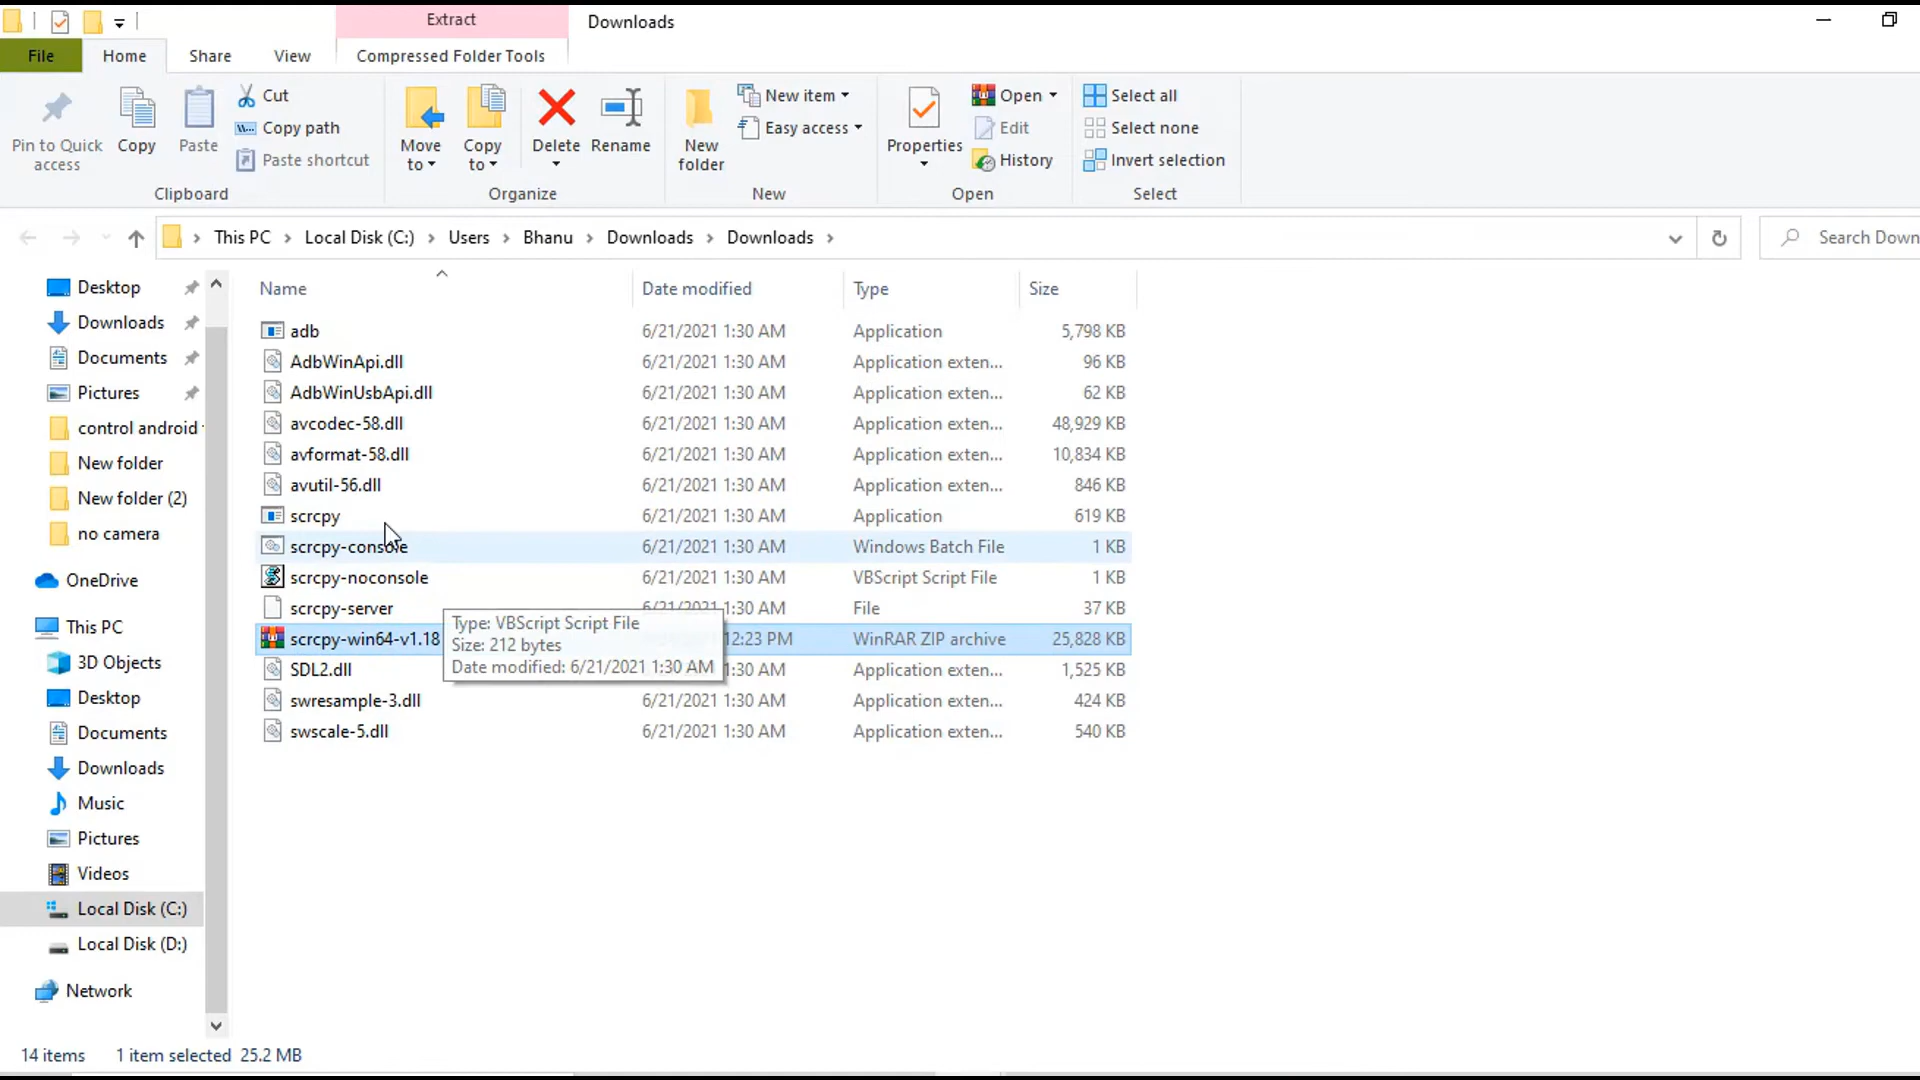 Extract
Downloads
File
Home
Share
View
Compressed Folder Tools
Pin to Quick
access
Copy
Paste
Cut
Copy path
Paste shortcut
Clipboard
Move
to
Copy
to
Delete
Rename
Organize
New
folder
New item
Easy access
New
Properties
Open
Edit
History
Open
Select all
Select none
Invert selection
Select
This PC
Local Disk (C:)
Users
Bhanu
Downloads
Downloads
Search Down
Desktop
Downloads
Documents
Pictures
control android
New folder
New folder (2)
no camera
OneDrive
This PC
3D Objects
Desktop
Documents
Downloads
Music
Pictures
Videos
Local Disk (C:)
Local Disk (D:)
Network
Name Date modified Type Size
adb 6/21/2021 1:30 AM Application 5,798 KB
AdbWinApi.dll 6/21/2021 1:30 AM Application exten... 96 KB
AdbWinUsbApi.dll 6/21/2021 1:30 AM Application exten... 62 KB
avcodec-58.dll 6/21/2021 1:30 AM Application exten... 48,929 KB
avformat-58.dll 6/21/2021 1:30 AM Application exten... 10,834 KB
avutil-56.dll 6/21/2021 1:30 AM Application exten... 846 KB
scrcpy 6/21/2021 1:30 AM Application 619 KB
scrcpy-console 6/21/2021 1:30 AM Windows Batch File 1 KB
scrcpy-noconsole 6/21/2021 1:30 AM VBScript Script File 1 KB
scrcpy-server 6/21/2021 1:30 AM File 37 KB
scrcpy-win64-v1.18 12:23 PM WinRAR ZIP archive 25,828 KB
SDL2.dll 1:30 AM Application exten... 1,525 KB
swresample-3.dll 6/21/2021 1:30 AM Application exten... 424 KB
swscale-5.dll 6/21/2021 1:30 AM Application exten... 540 KB
Type: VBScript Script File
Size: 212 bytes
Date modified: 6/21/2021 1:30 AM
14 items 1 item selected 25.2 MB